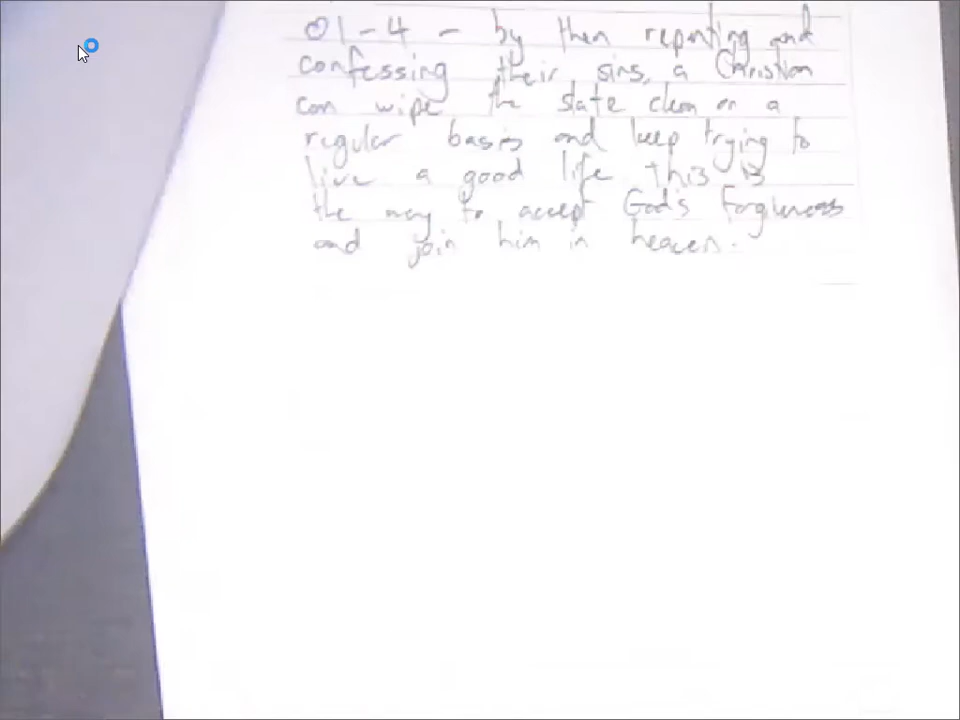 01-4 - by then repenting and
confessing their sins, a Christian
can wipe the slate clean on a
regular basis and keep trying to
live a good life this is
the way to accept God's forgiveness
and join him in heaven.